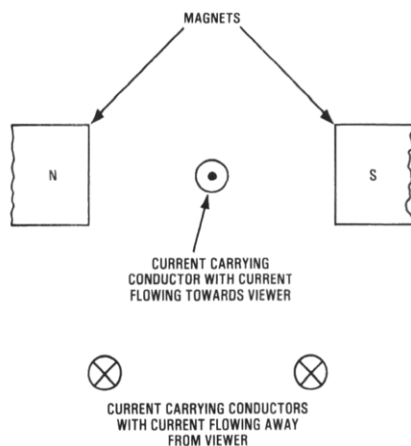 MAGNETS
N
S
CURRENT CARRYING
CONDUCTOR WITH CURRENT
FLOWING TOWARDS VIEWER
CURRENT CARRYING CONDUCTORS
WITH CURRENT FLOWING AWAY
FROM VIEWER